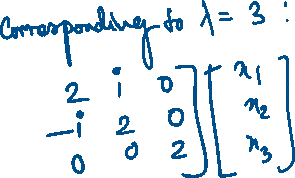 Corresponding to λ = 3 :
2 i 0 ] [ x1
-i 2 0 x2
0 0 2 ] [ x3 ]